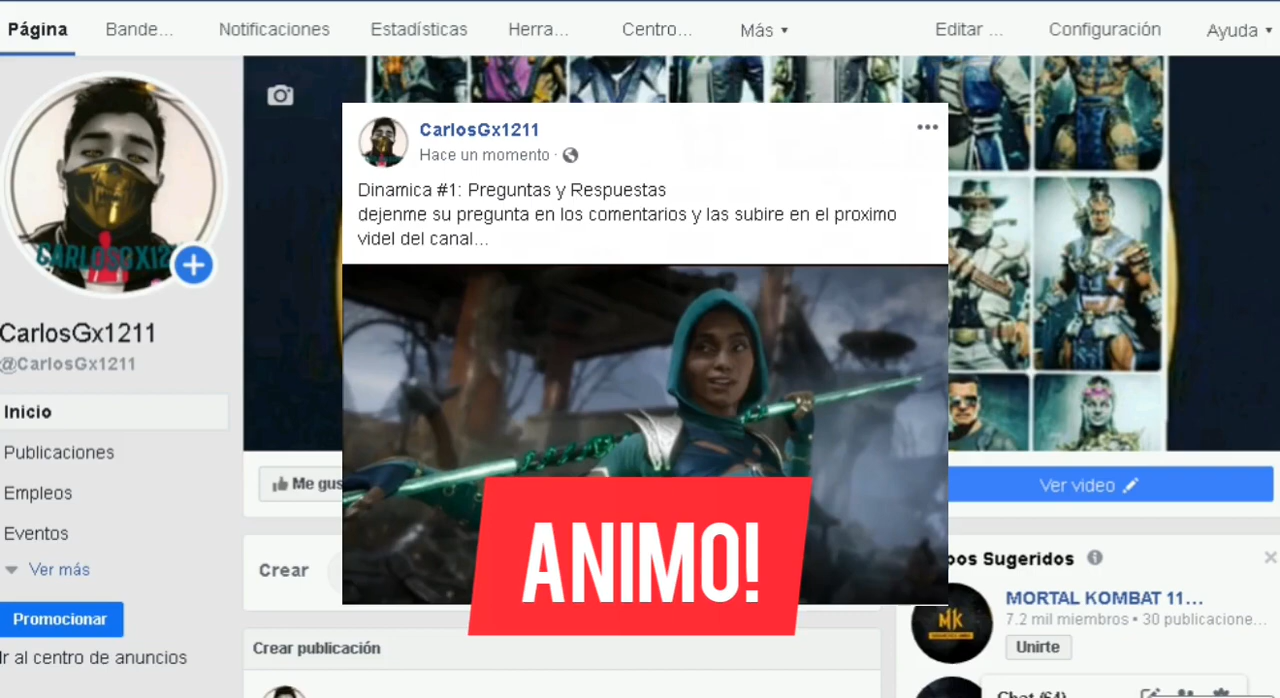 Página Bande... Notificaciones Estadísticas Herra... Centro... Más Editar ... Configuración Ayuda
CarlosGx1211
Hace un momento ·
Dinamica #1: Preguntas y Respuestas
dejenme su pregunta en los comentarios y las subire en el proximo
videl del canal...
CARLOSGX12
CarlosGx1211
@CarlosGx1211
Inicio
Publicaciones
Empleos
Eventos
Ver más
Promocionar
Ir al centro de anuncios
Me gus
Ver video
ANIMO!
Crear
Crear publicación
pos Sugeridos
MK
MORTAL KOMBAT 11...
7.2 mil miembros • 30 publicacione...
Unirte
Chat (64)